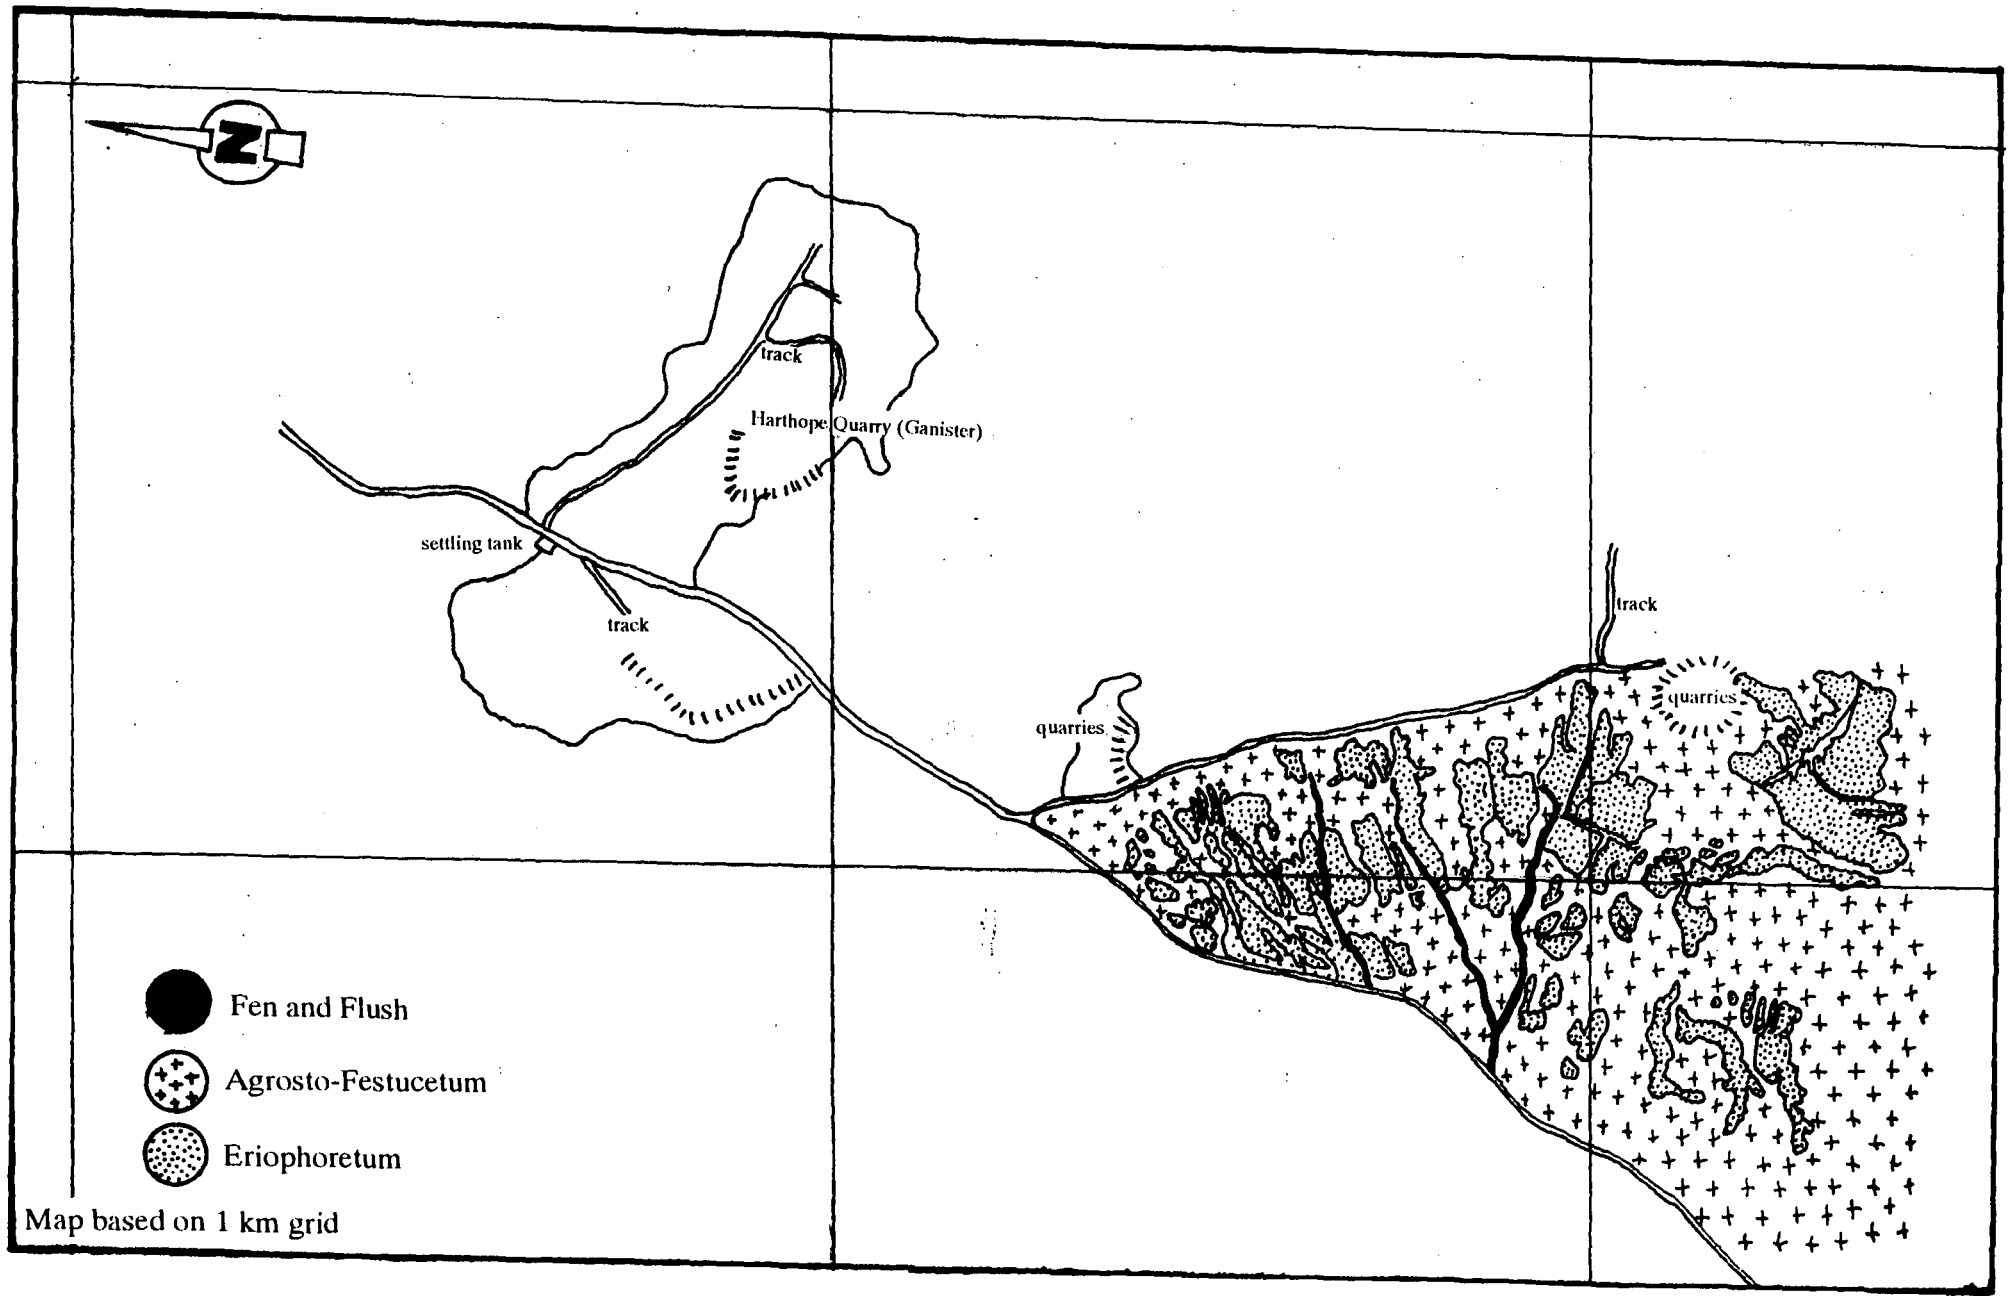 N
track
Harthope Quarry (Ganister)
settling tank
track
track
quarries
quarries
Fen and Flush
Agrosto-Festucetum
Eriophoretum
Map based on 1 km grid